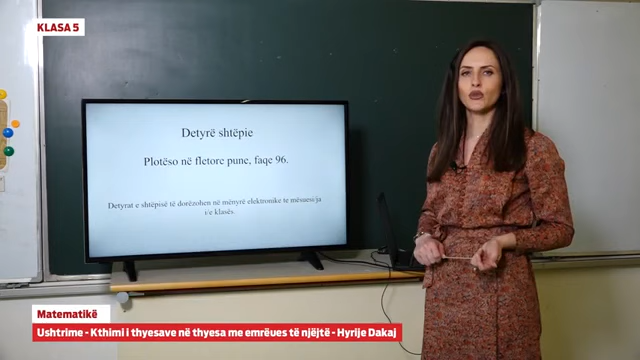 KLASA 5
Detyrë shtëpie
Plotëso në fletore pune, faqe 96.
Detyrat e shtëpisë të dorëzohen në mënyrë elektronike te mësuesi/ja
i/e klasës.
Matematikë
Ushtrime - Kthimi i thyesave në thyesa me emrëves të njëjtë - Hyrije Dakaj